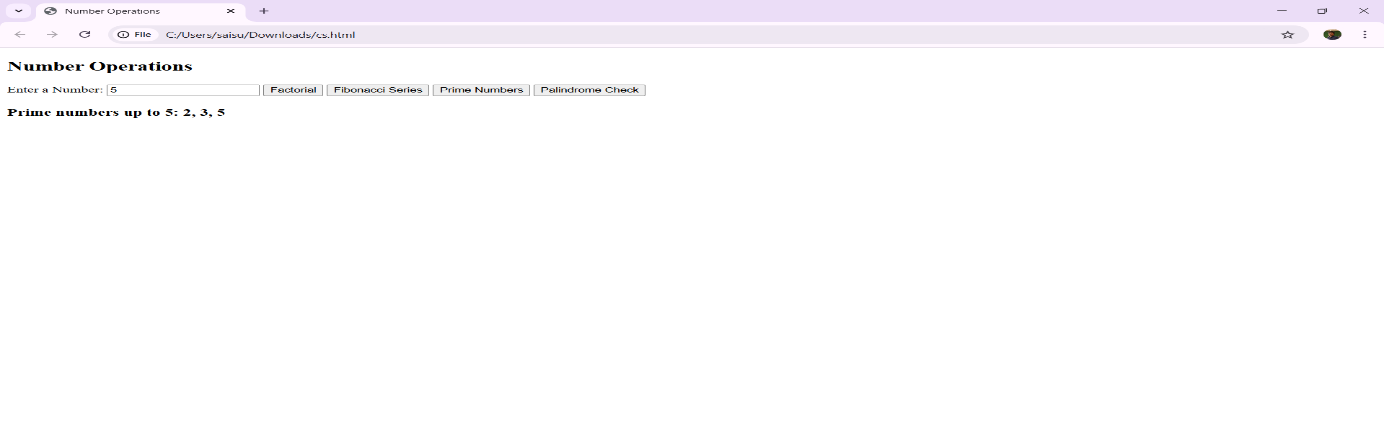 Number Operations
File C:/Users/saisu/Downloads/cs.html
Number Operations
Enter a Number: 5 Factorial Fibonacci Series Prime Numbers Palindrome Check
Prime numbers up to 5: 2, 3, 5